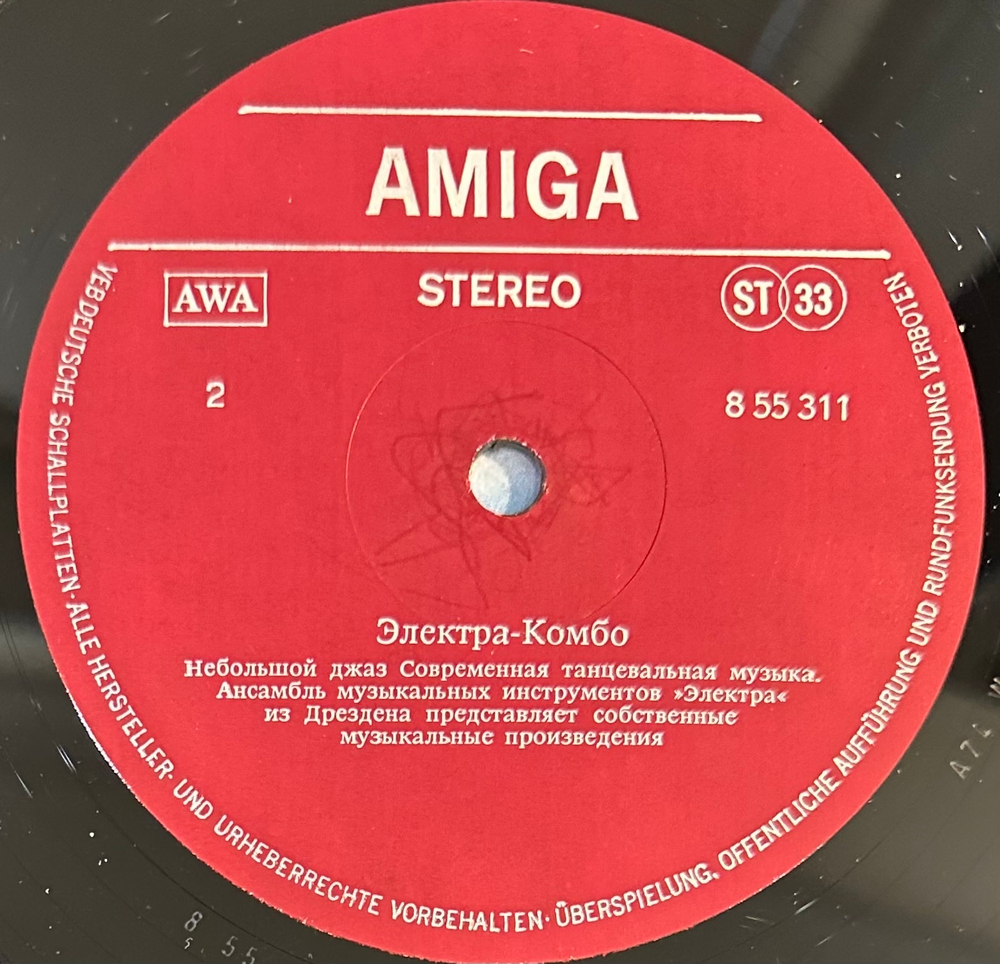 AMIGA
AWA
STEREO
ST 33
2
8 55 311
Электра-Комбо
Небольшой джаз Современная танцевальная музыка.
Ансамбль музыкальных инструментов »Электра«
из Дрездена представляет собственные
музыкальные произведения
VEB DEUTSCHE SCHALLPLATTEN · ALLE HERSTELLER- UND URHEBERRECHTE VORBEHALTEN · ÜBERSPIELUNG, ÖFFENTLICHE AUFFÜHRUNG UND RUNDFUNKSENDUNG VERBOTEN
8 55